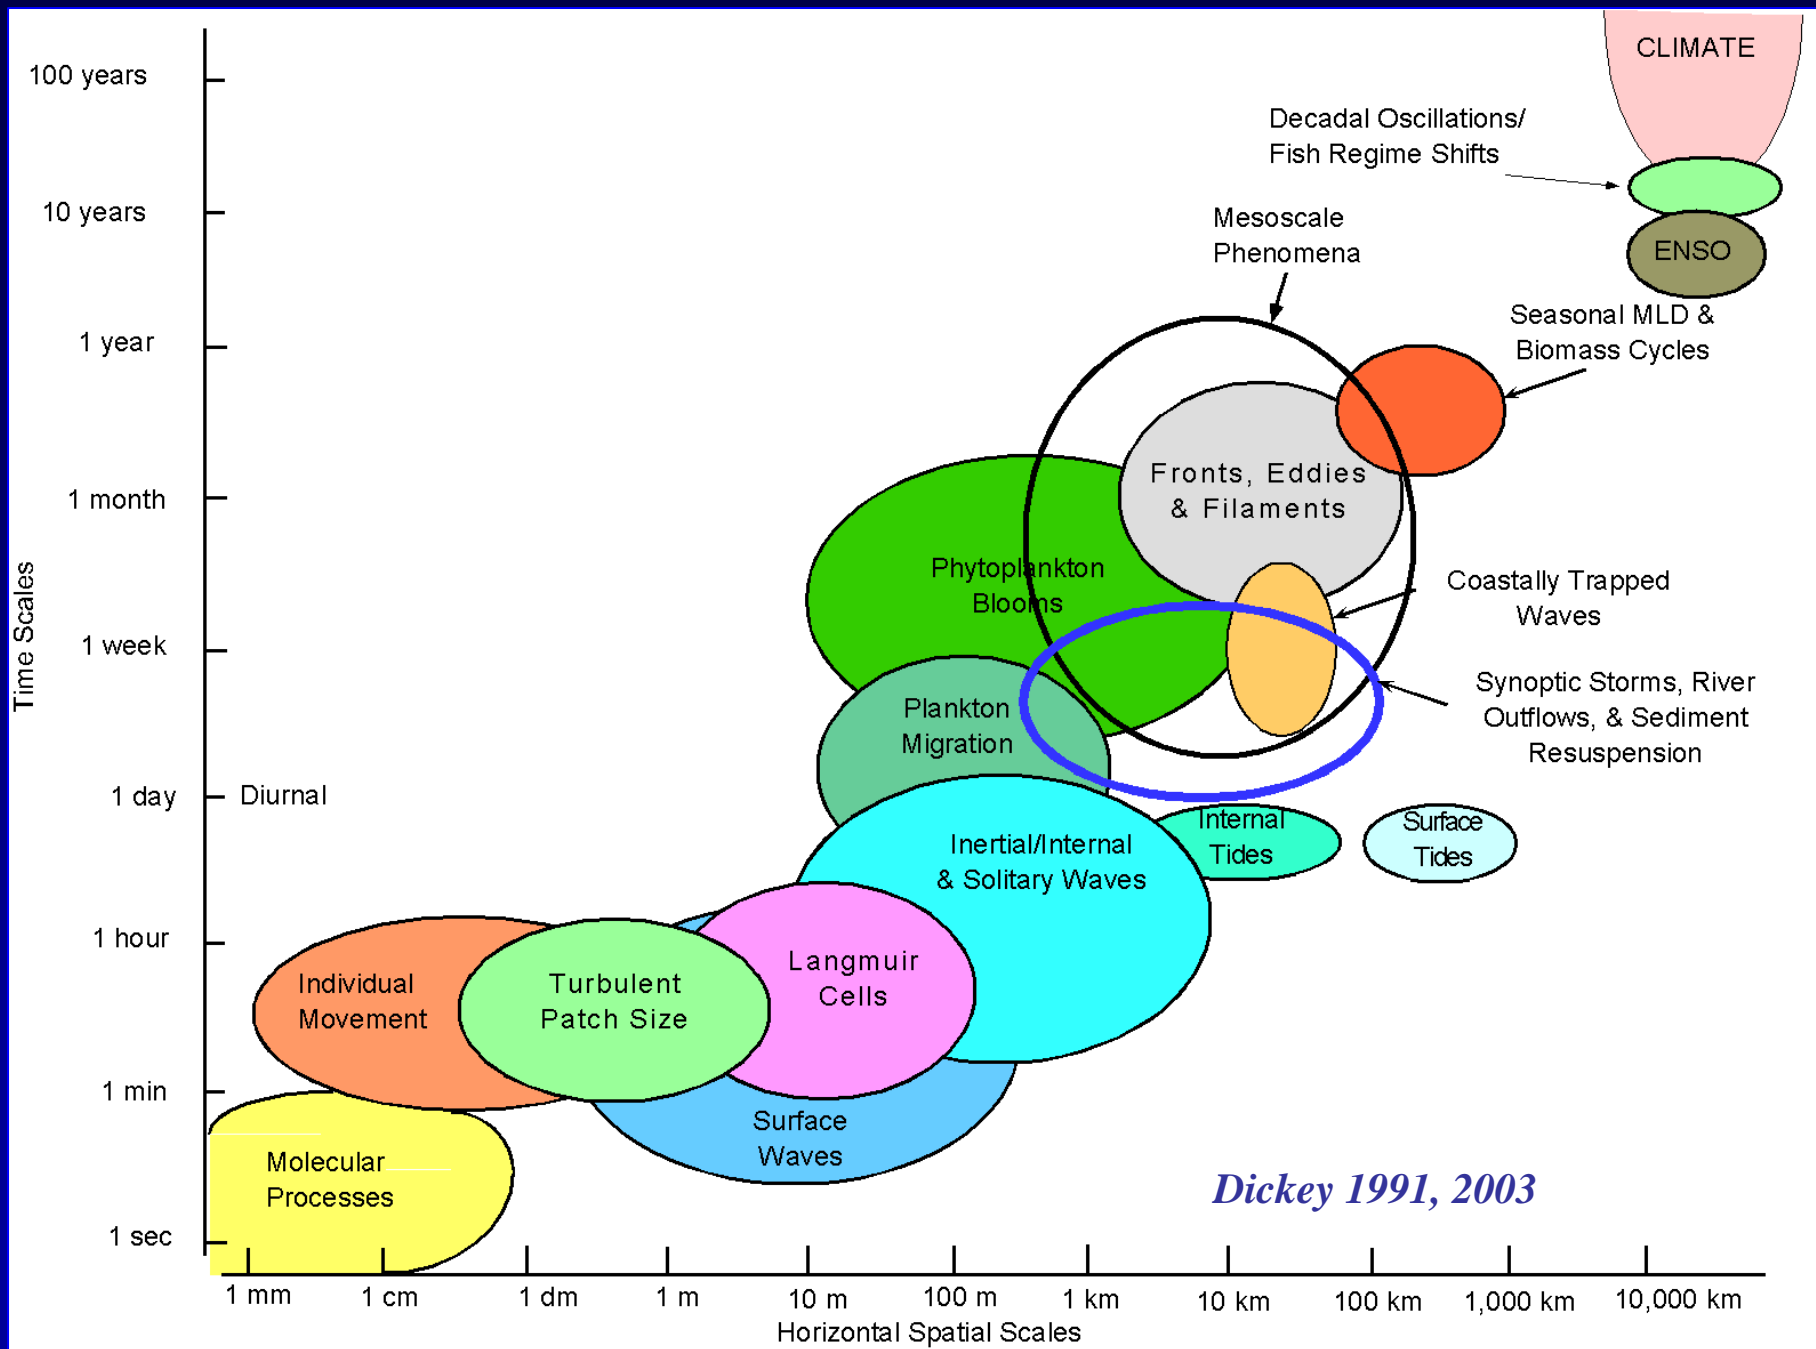 CLIMATE
100 years
Decadal Oscillations/
Fish Regime Shifts
10 years
Mesoscale
Phenomena
ENSO
Seasonal MLD &
Biomass Cycles
1 year
Fronts, Eddies
& Filaments
1 month
Phytoplankton
Blooms
Coastally Trapped
Waves
Time Scales
1 week
Synoptic Storms, River
Outflows, & Sediment
Resuspension
Plankton
Migration
1 day
Diurnal
Internal
Tides
Surface
Tides
Inertial/Internal
& Solitary Waves
1 hour
Langmuir
Cells
Individual
Movement
Turbulent
Patch Size
1 min
Surface
Waves
Molecular
Processes
Dickey 1991, 2003
1 sec
1 mm
1 cm
1 dm
1 m
10 m
100 m
1 km
10 km
100 km
1,000 km
10,000 km
Horizontal Spatial Scales